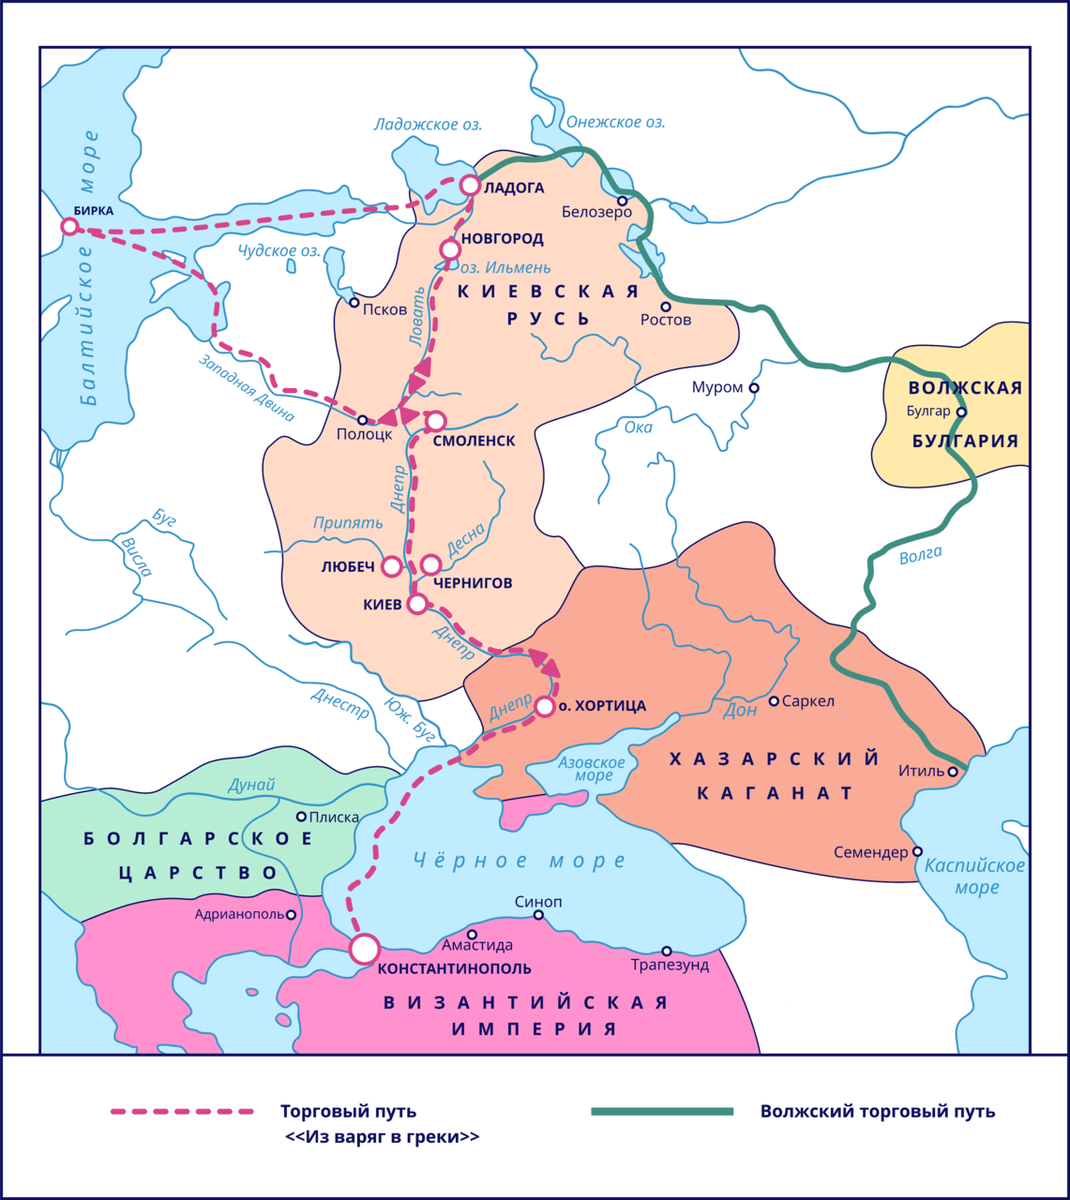 Ладожское оз.
Онежское оз.
Балтийское море
БИРКА
ЛАДОГА
Белозеро
НОВГОРОД
Чудское оз.
оз. Ильмень
КИЕВСКАЯ
РУСЬ
Псков
Ловать
Ростов
Западная Двина
Муром
ВОЛЖСКАЯ
Булгар
БУЛГАРИЯ
Полоцк
СМОЛЕНСК
Ока
Днепр
Буг
Висла
Припять
Десна
Волга
ЛЮБЕЧ
ЧЕРНИГОВ
КИЕВ
Днепр
Днестр
Юж. Буг
Днепр
о. ХОРТИЦА
Дон
Саркел
Азовское
море
ХАЗАРСКИЙ
КАГАНАТ
Итиль
Дунай
Плиска
БОЛГАРСКОЕ
ЦАРСТВО
Чёрное море
Семендер
Каспийское
море
Адрианополь
Синоп
Амастида
Трапезунд
КОНСТАНТИНОПОЛЬ
ВИЗАНТИЙСКАЯ
ИМПЕРИЯ
Торговый путь
<<Из варяг в греки>>
Волжский торговый путь